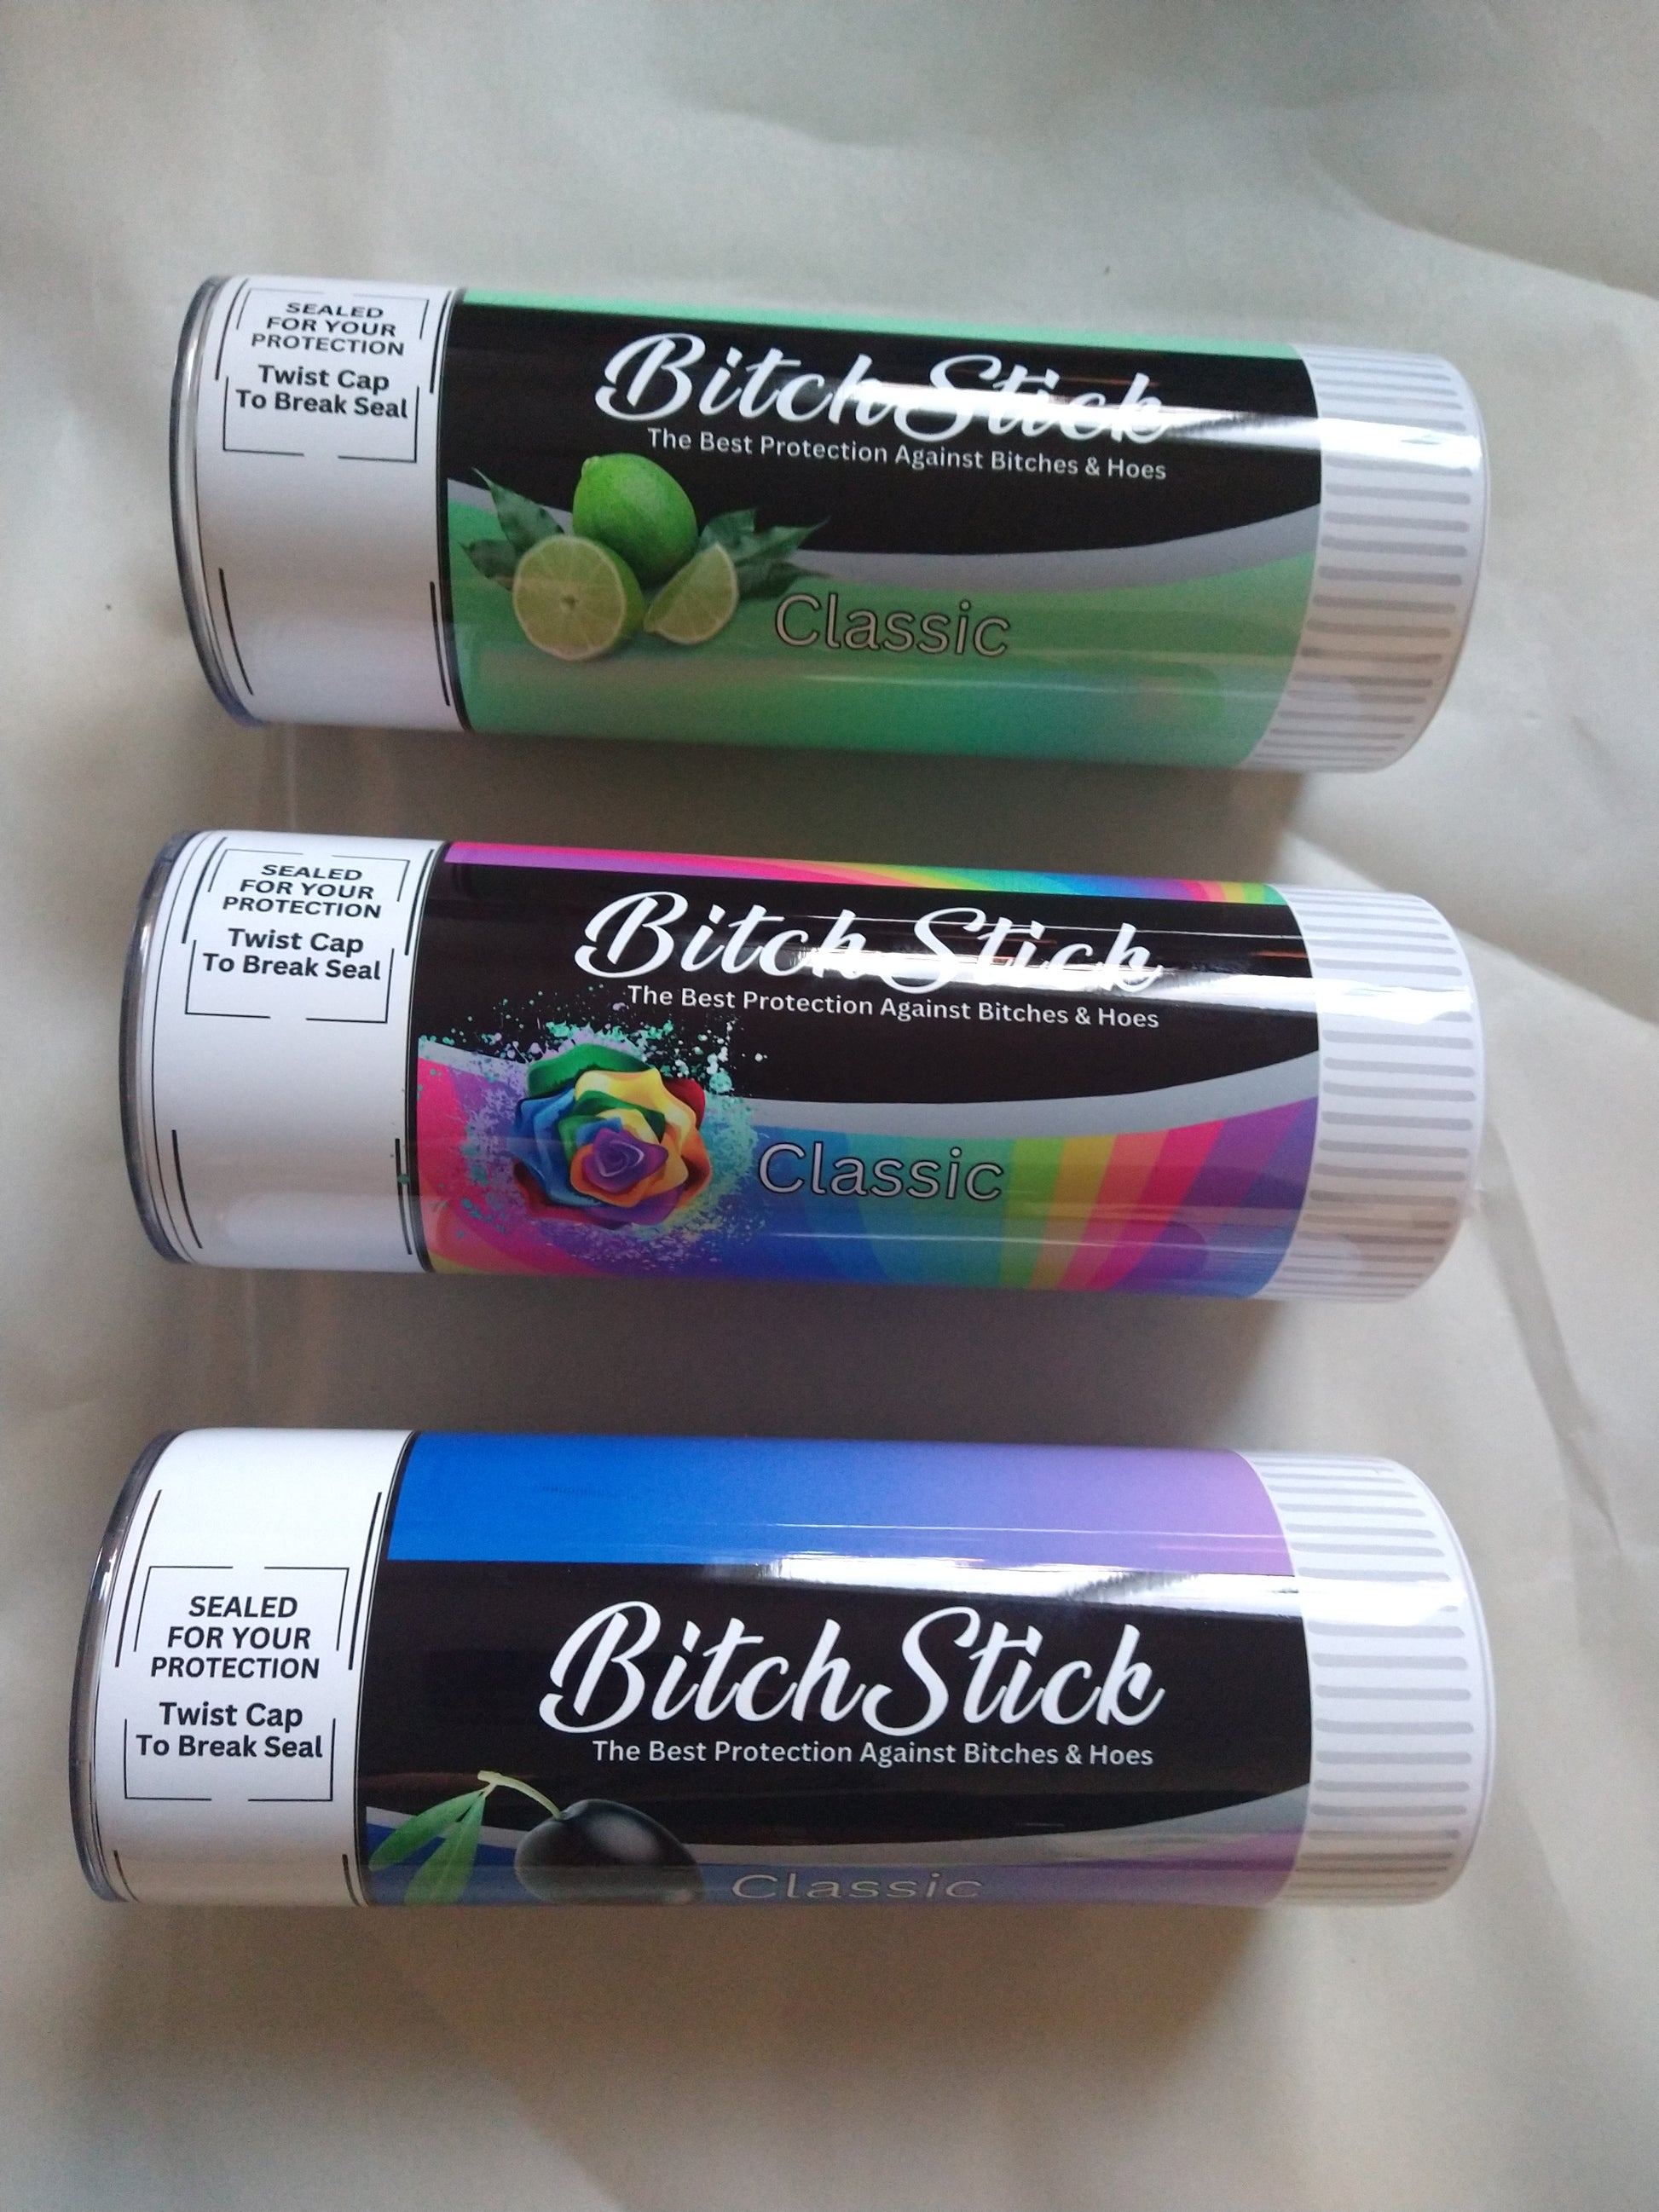 SEALED
FOR YOUR
PROTECTION
Twist Cap
To Break Seal
BitchStick
The Best Protection Against Bitches & Hoes
Classic
SEALED
FOR YOUR
PROTECTION
Twist Cap
To Break Seal
BitchStick
The Best Protection Against Bitches & Hoes
Classic
SEALED
FOR YOUR
PROTECTION
Twist Cap
To Break Seal
BitchStick
The Best Protection Against Bitches & Hoes
Classic